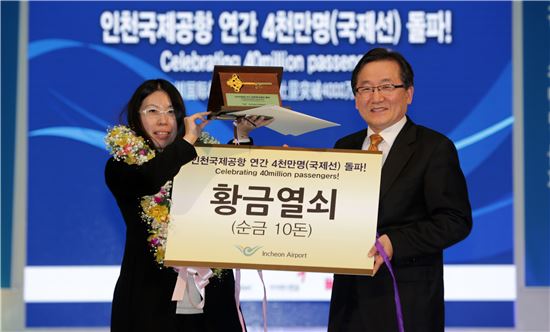 인천국제공항 연간 4천만명(국제선) 돌파!
Celebrating 40million passengers!
인천국제공항 연간 4천만명(국제선) 돌파!
Celebrating 40million passengers!
황금열쇠
(순금 10돈)
Incheon Airport